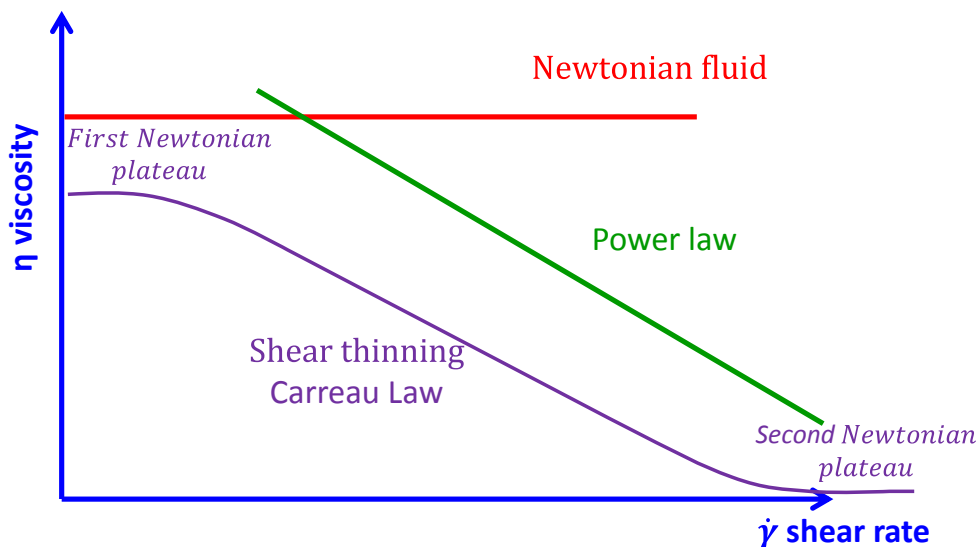 Newtonian fluid
First Newtonian
plateau
η viscosity
Power law
Shear thinning
Carreau Law
Second Newtonian
plateau
γ̇ shear rate